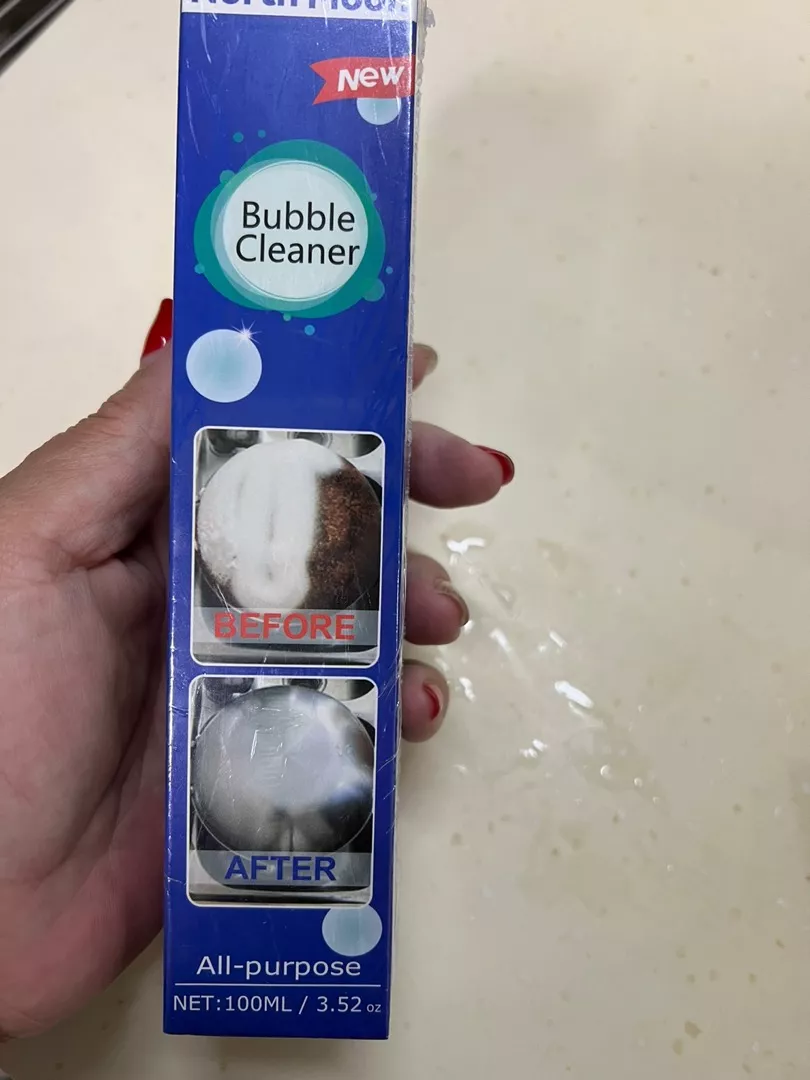 New
Bubble
Cleaner
BEFORE
AFTER
All-purpose
NET:100ML / 3.52 oz